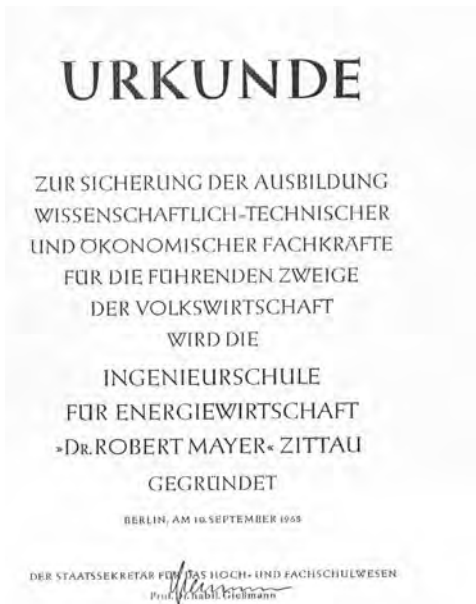 URKUNDE
ZUR SICHERUNG DER AUSBILDUNG
WISSENSCHAFTLICH-TECHNISCHER
UND ÖKONOMISCHER FACHKRÄFTE
FÜR DIE FÜHRENDEN ZWEIGE
DER VOLKSWIRTSCHAFT
WIRD DIE
INGENIEURSCHULE
FÜR ENERGIEWIRTSCHAFT
»DR. ROBERT MAYER« ZITTAU
GEGRÜNDET
BERLIN, AM 10. SEPTEMBER 1968
DER STAATSSEKRETÄR FÜR DAS HOCH- UND FACHSCHULWESEN
Prof. Dr. habil. Gießmann